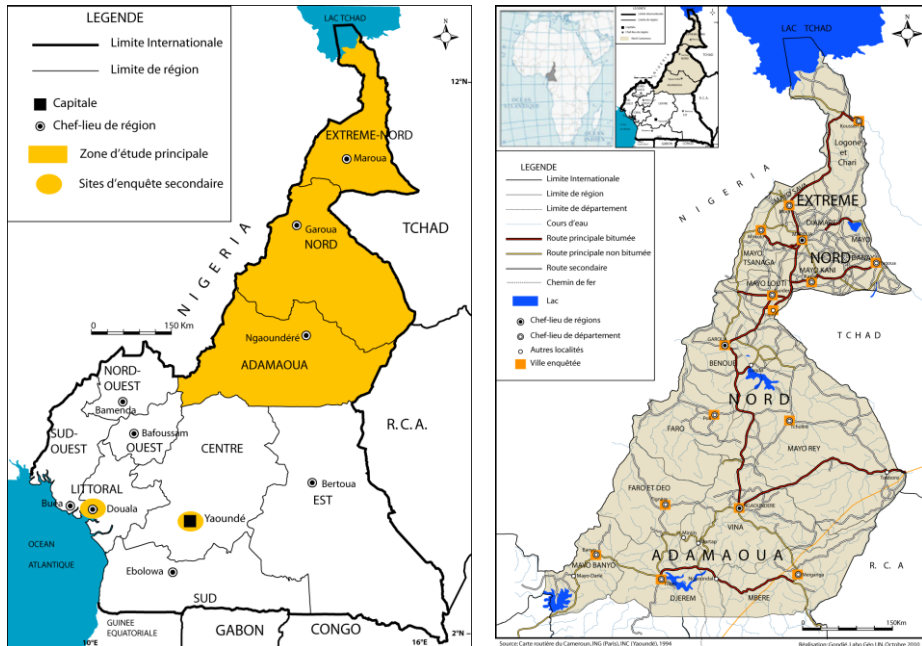 LEGENDE
Limite Internationale
Limite de région
Capitale
Chef-lieu de région
Zone d'étude principale
Sites d'enquête secondaire
LAC TCHAD
N
12°N
EXTREME-NORD
Maroua
TCHAD
Garoua
NORD
NIGERIA
0 150 Km
Ngaoundéré
ADAMAOUA
NORD-
OUEST
Bamenda
R.C.A.
SUD-
OUEST
Bafoussam
OUEST
CENTRE
Bertoua
EST
LITTORAL
Buéa
Douala
Yaoundé
OCEAN
ATLANTIQUE
Ebolowa
SUD
GUINEE
EQUATORIALE
GABON
CONGO
10°E
16°E
2°N
LAC TCHAD
N
LEGENDE
TCHAD
R.C.A.
GABON
CONGO
LEGENDE
Limite Internationale
Limite de région
Limite de département
Cours d'eau
Route principale bitumée
Route principale non bitumée
Route secondaire
Chemin de fer
Lac
Chef-lieu de régions
Chef-lieu de département
Autres localités
Ville enquêtée
NIGERIA
Logone
et
Chari
EXTREME
DIAMARE
MAYO
TSANAGA
NORD
MAYO KANI
MAYO LOUTI
TCHAD
BENOUE
NORD
FARO
MAYO REY
FARO ET DEO
VINA
ADAMAOUA
MAYO BANYO
DJEREM
MBERE
R.C.A
0 150Km
Source: Carte routière du Cameroun, ING (Paris), INC (Yaoundé), 1994